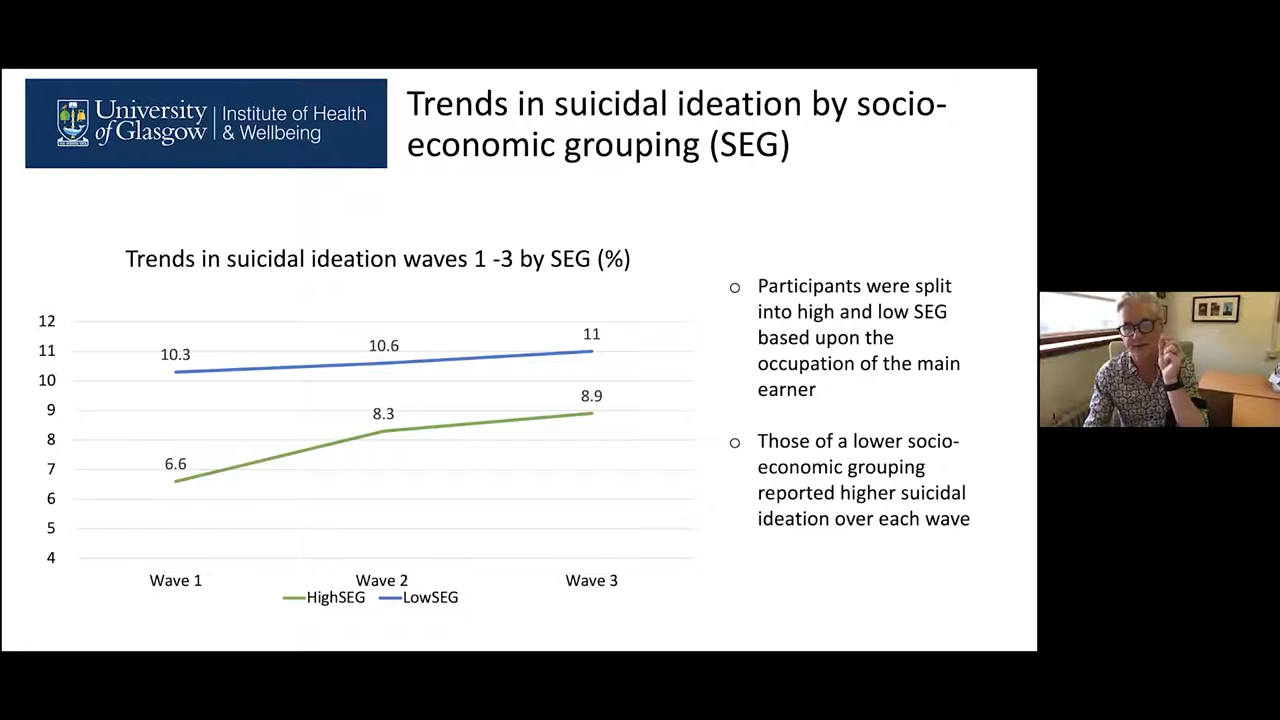 University
of Glasgow
Institute of Health
& Wellbeing
Trends in suicidal ideation by socio-
economic grouping (SEG)
Trends in suicidal ideation waves 1 -3 by SEG (%)
12
11
10
9
8
7
6
5
4
10.3
10.6
11
6.6
8.3
8.9
Wave 1
Wave 2
Wave 3
HighSEG
LowSEG
Participants were split
into high and low SEG
based upon the
occupation of the main
earner
Those of a lower socio-
economic grouping
reported higher suicidal
ideation over each wave